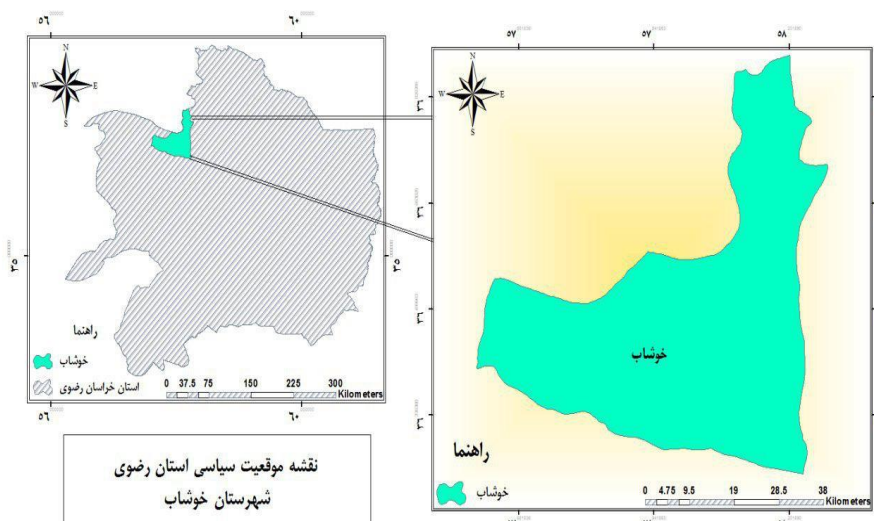 ۵۶ ۶۰
N
W E
S
۳۵ ۳۵
راهنما
خوشاب
استان خراسان رضوی
0 37.5 75 150 225 300
Kilometers
۵۶ ۶۰
نقشه موقعیت سیاسی استان رضوی
شهرستان خوشاب
۵۷ ۵۷ ۵۸
N
W E
S
خوشاب
راهنما
خوشاب
0 4.75 9.5 19 28.5 38
Kilometers